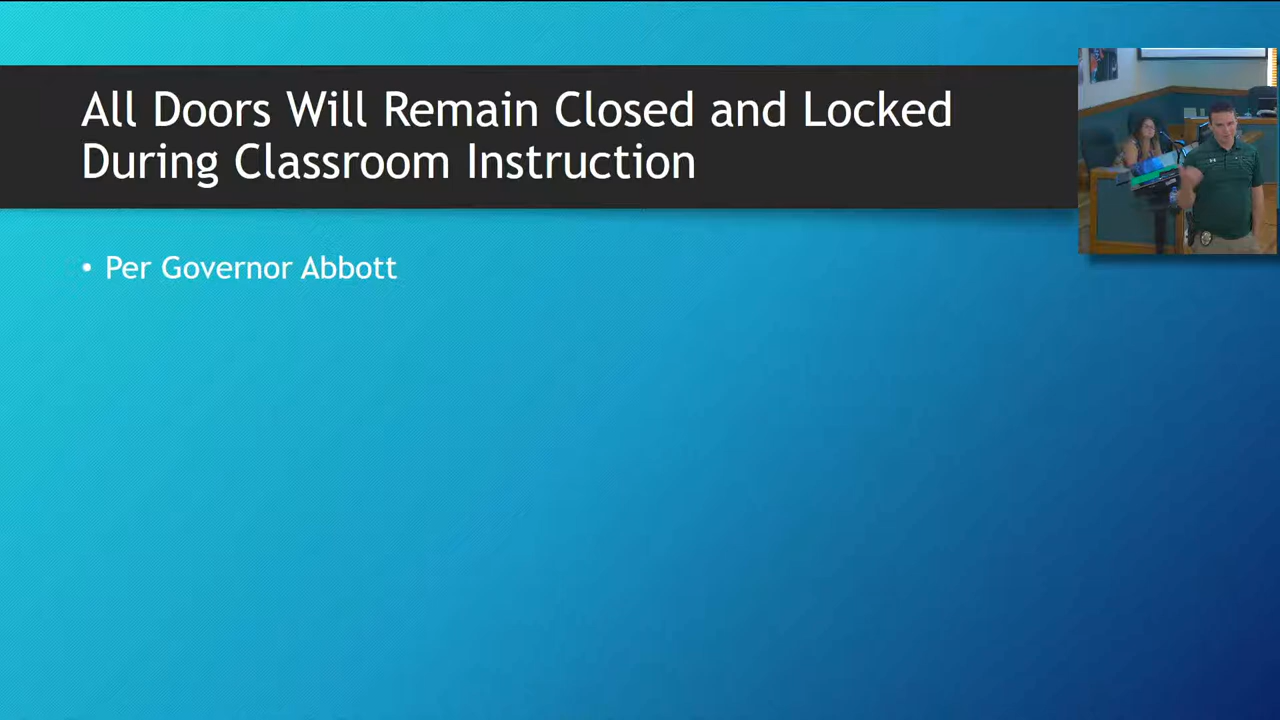 All Doors Will Remain Closed and Locked
During Classroom Instruction
• Per Governor Abbott